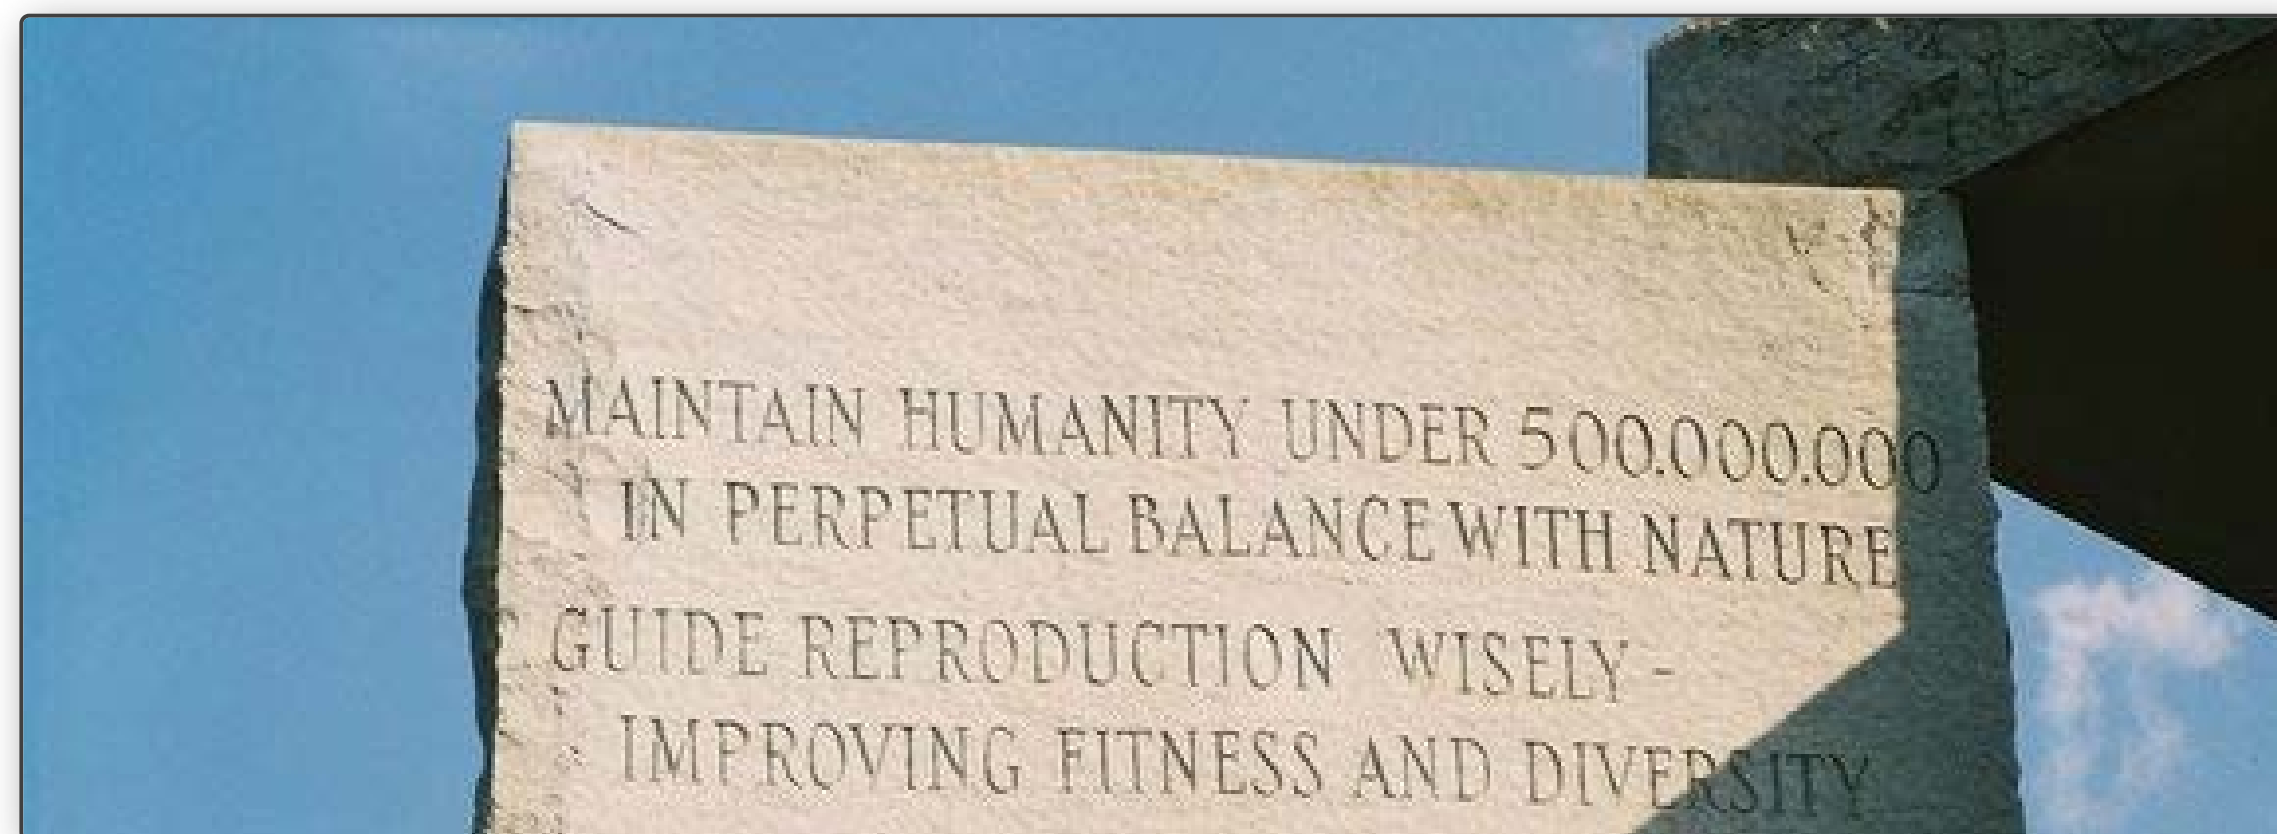 MAINTAIN HUMANITY UNDER 500.000.000
IN PERPETUAL BALANCE WITH NATURE
GUIDE REPRODUCTION WISELY -
IMPROVING FITNESS AND DIVERSITY